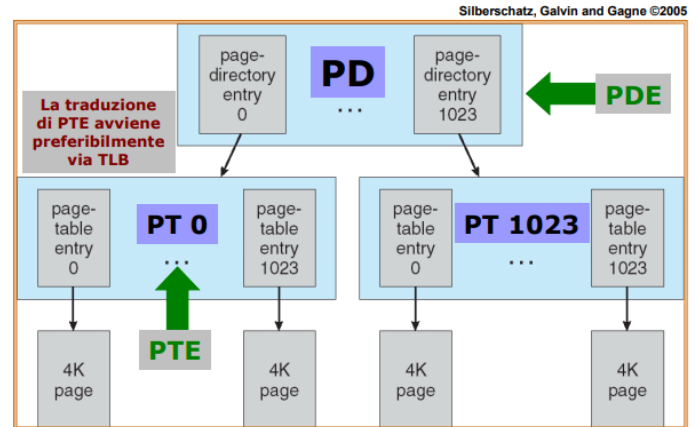 Silberschatz, Galvin and Gagne ©2005
page-
directory
entry
0
PD
...
page-
directory
entry
1023
PDE
La traduzione
di PTE avviene
preferibilmente
via TLB
page-
table
entry
0
PT 0
...
page-
table
entry
1023
page-
table
entry
0
PT 1023
...
page-
table
entry
1023
PTE
4K
page
4K
page
4K
page
4K
page